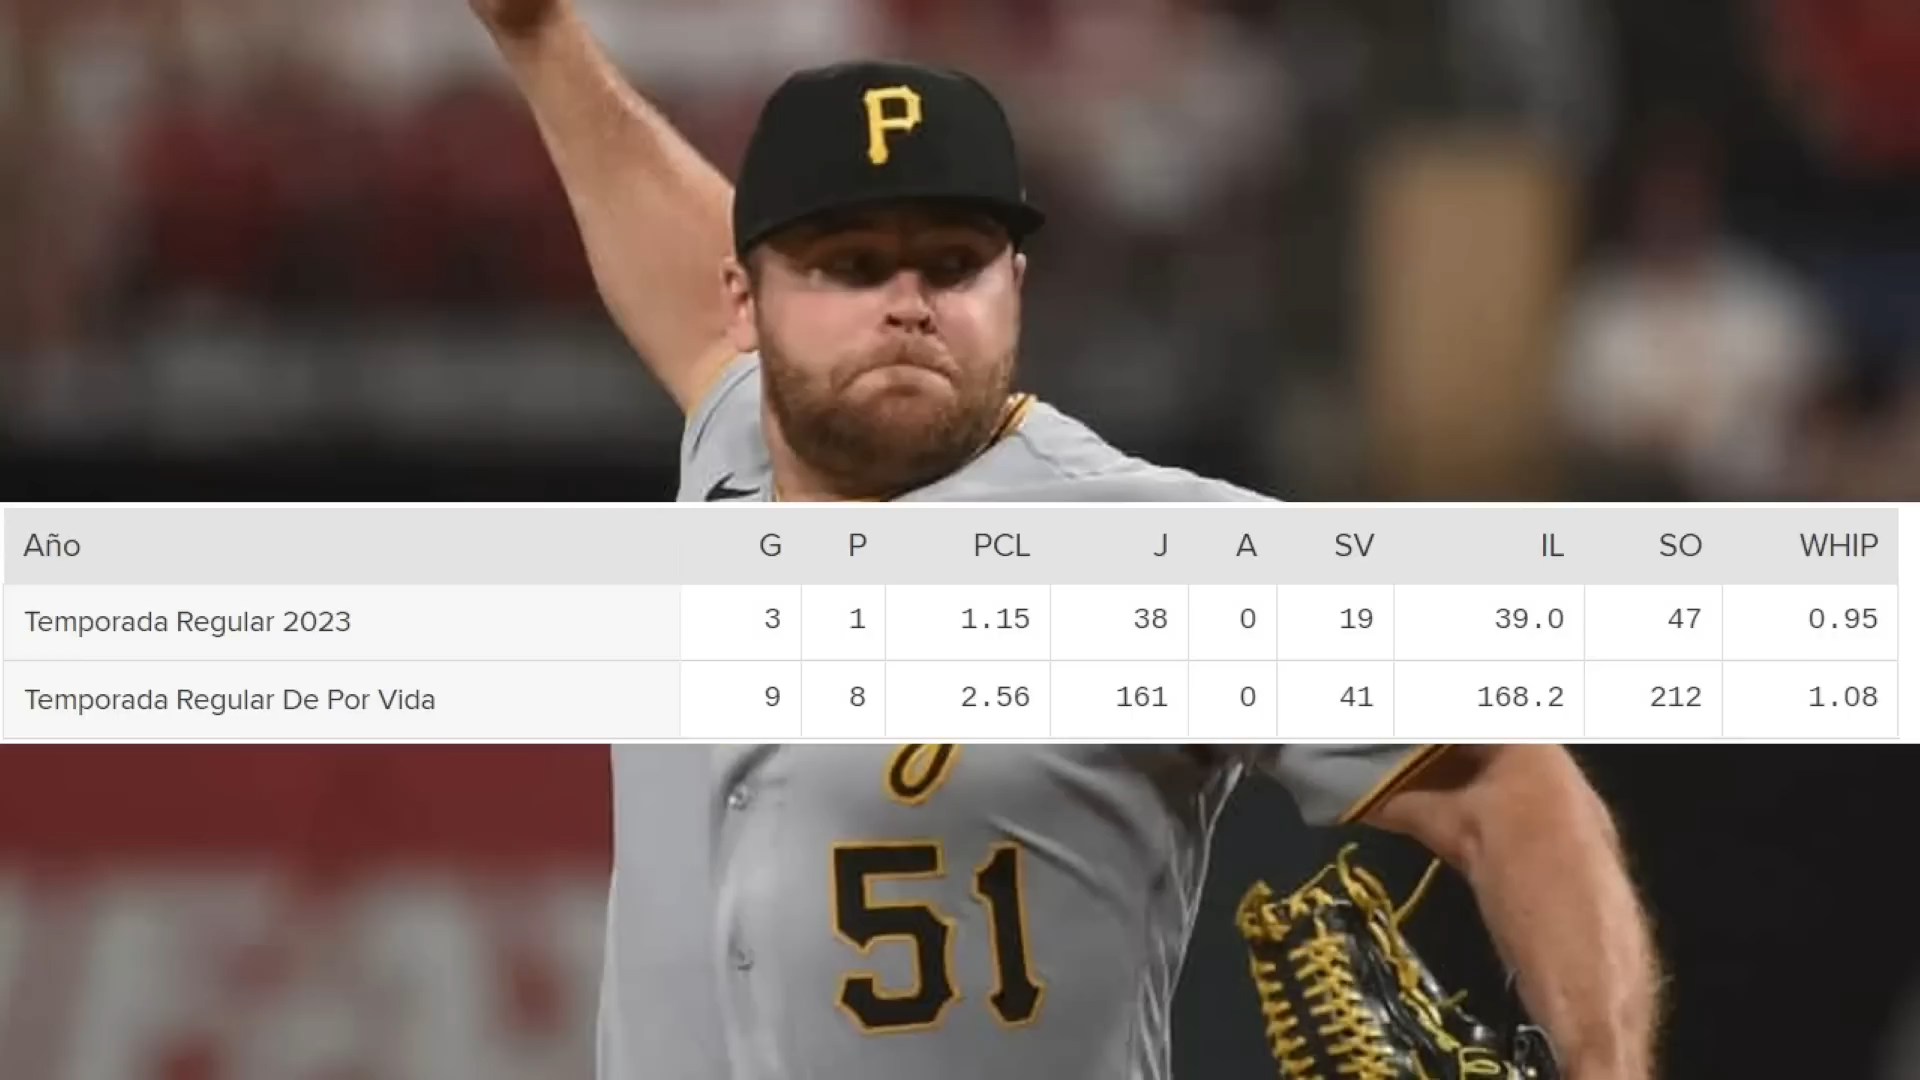 P
Año G P PCL J A SV IL SO WHIP
Temporada Regular 2023 3 1 1.15 38 0 19 39.0 47 0.95
Temporada Regular De Por Vida 9 8 2.56 161 0 41 168.2 212 1.08
51